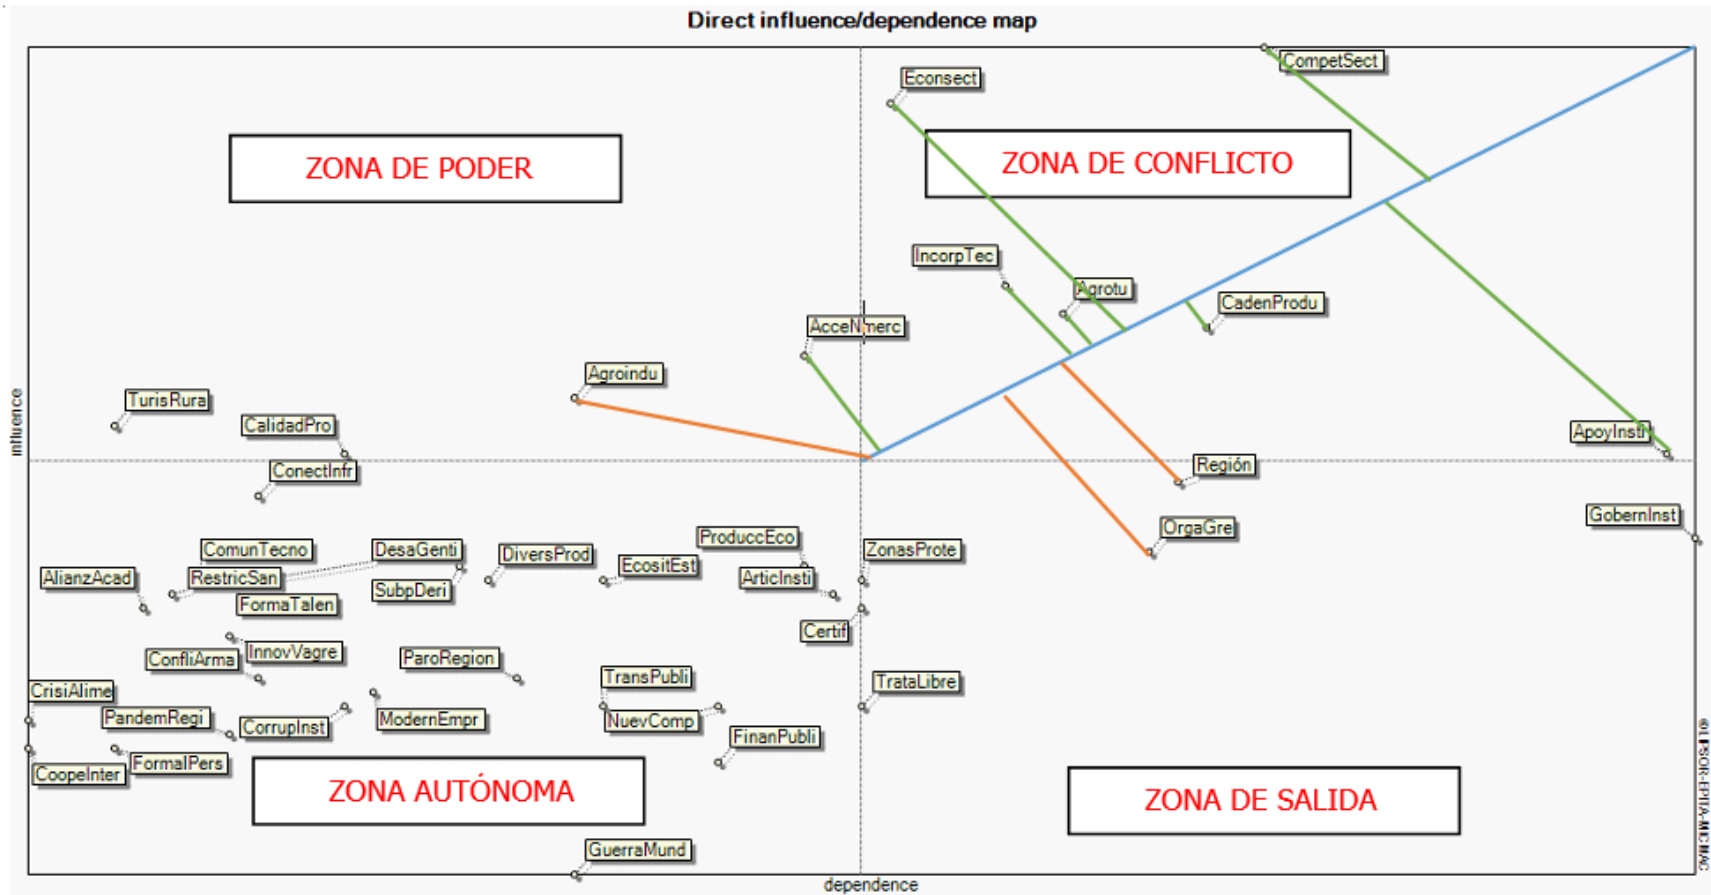 Direct influence/dependence map
CompetSect
Econsect
ZONA DE PODER
ZONA DE CONFLICTO
IncorpTec
Agrotu
CadenProdu
AcceNmerc
Agroindu
TurisRura
CalidadPro
ApoyInsti
influence
ConectInfr
Región
GobernInst
OrgaGre
ProduccEco
ComunTecno
DesaGenti
DiversProd
ZonasProte
EcositEst
AlianzAcad
RestricSan
ArticInsti
SubpDeri
FormaTalen
Certif
InnovVagre
ConfliArma
ParoRegion
TransPubli
TrataLibre
CrisiAlime
PandemRegi
CorrupInst
ModernEmpr
NuevComp
FinanPubli
FormalPers
CoopeInter
ZONA AUTÓNOMA
ZONA DE SALIDA
GuerraMund
dependence
©LIPSOR-EPITA-MICMAC